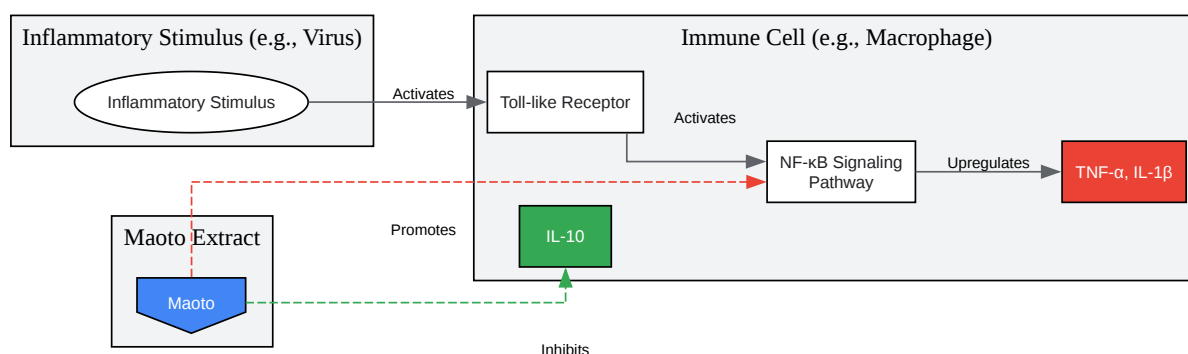 Inflammatory Stimulus (e.g., Virus)
Immune Cell (e.g., Macrophage)
Inflammatory Stimulus
Activates
Toll-like Receptor
Activates
NF-κB Signaling
Pathway
Upregulates
TNF-α, IL-1β
Maoto Extract
Promotes
IL-10
Maoto
Inhibits